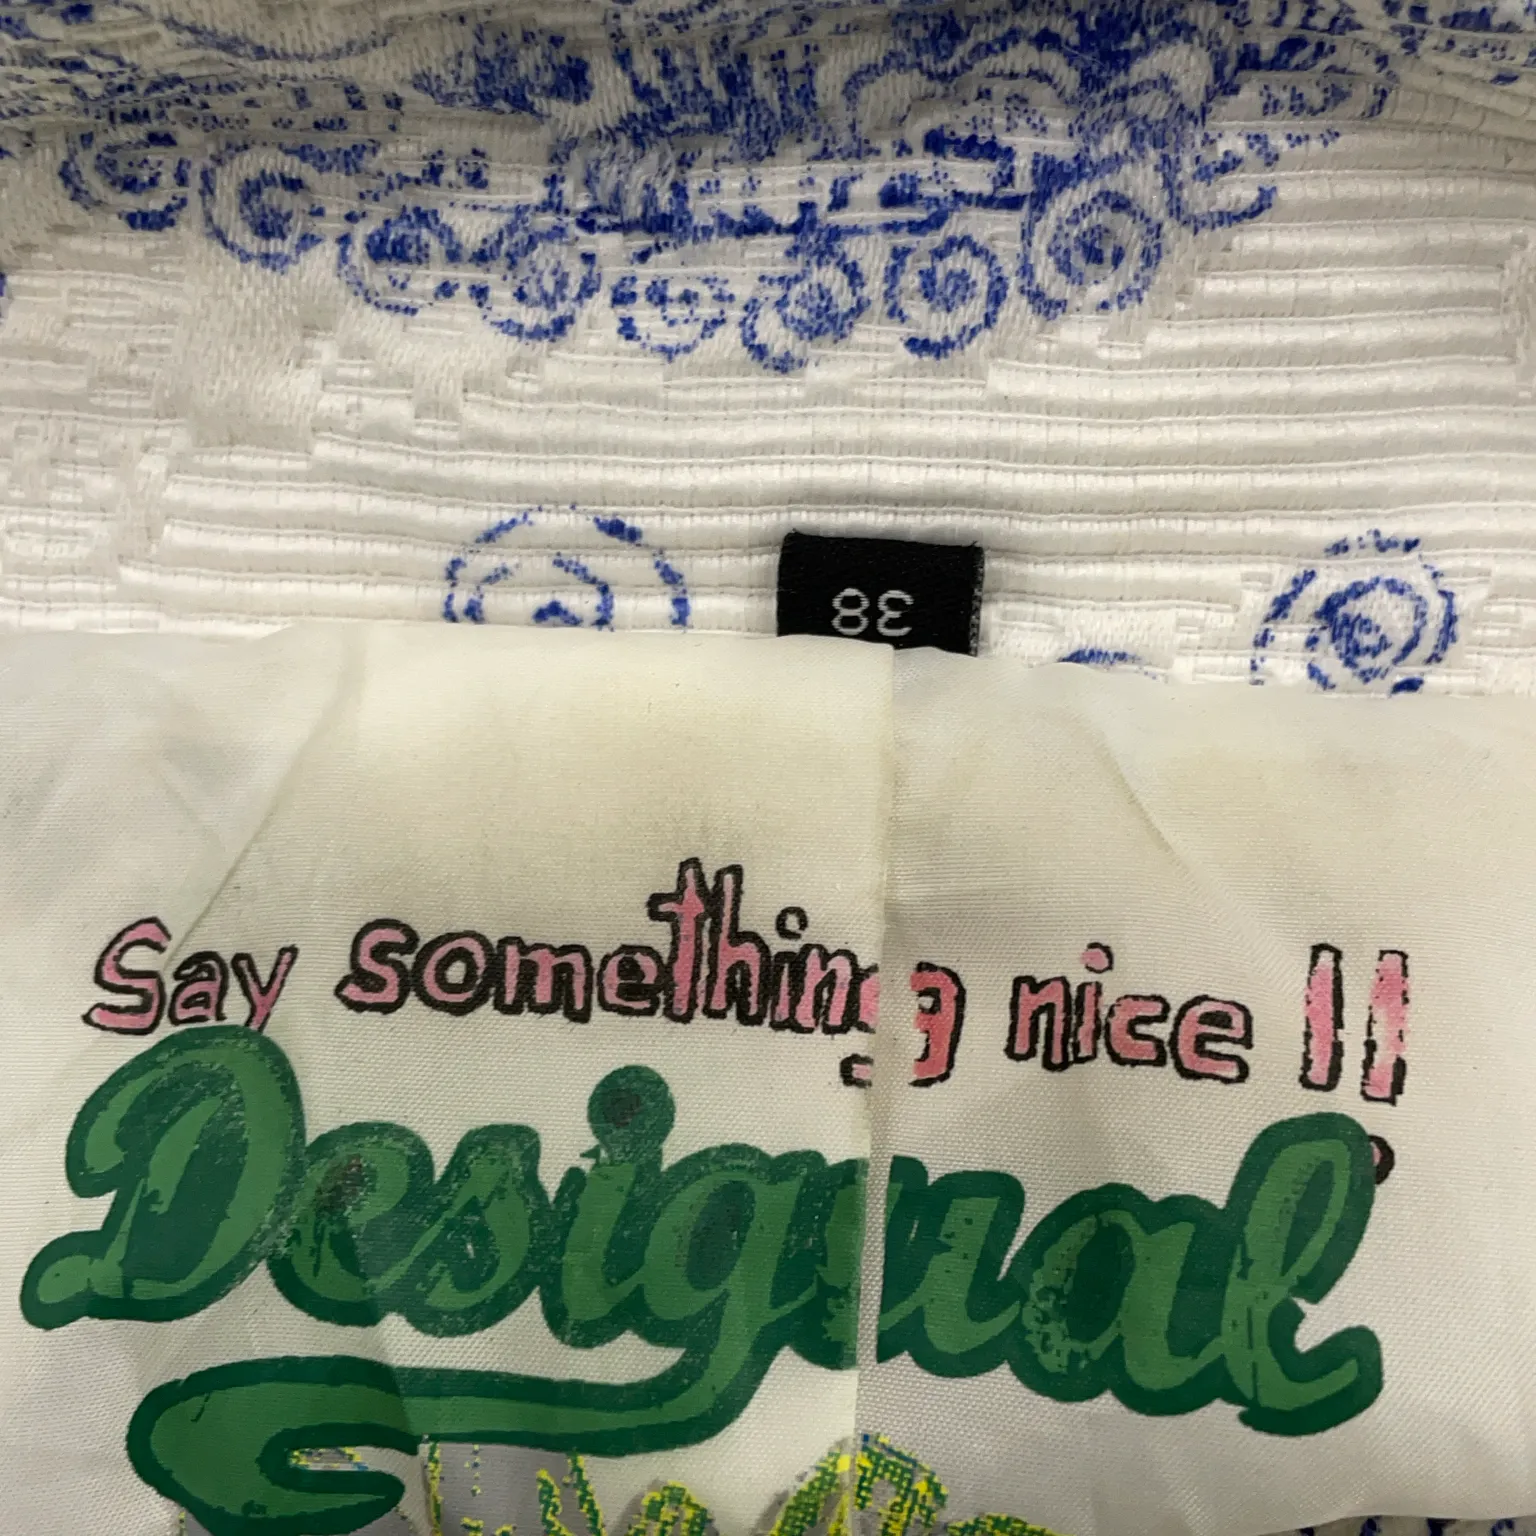 38
Say something nice !!
Desigual